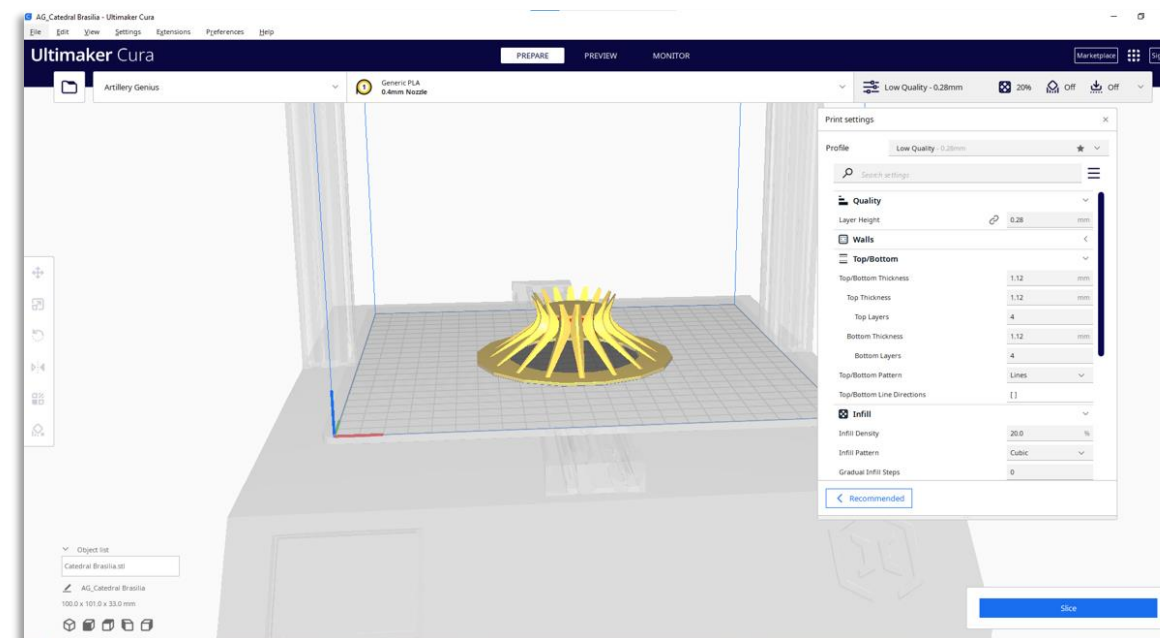 AG_Catedral Brasilia - Ultimaker Cura
File Edit View Settings Extensions Preferences Help
Ultimaker Cura
PREPARE PREVIEW MONITOR
Marketplace
Artillery Genius
1
Generic PLA
0.4mm Nozzle
Low Quality - 0.28mm
20% Off Off
Print settings
Profile Low Quality - 0.28mm
Search settings
Quality
Layer Height 0.28 mm
Walls
Top/Bottom
Top/Bottom Thickness 1.12 mm
Top Thickness 1.12 mm
Top Layers 4
Bottom Thickness 1.12 mm
Bottom Layers 4
Top/Bottom Pattern Lines
Top/Bottom Line Directions [ ]
Infill
Infill Density 20.0 %
Infill Pattern Cubic
Gradual Infill Steps 0
Recommended
Object list
Catedral Brasilia.stl
AG_Catedral Brasilia
100.0 x 101.0 x 33.0 mm
Slice